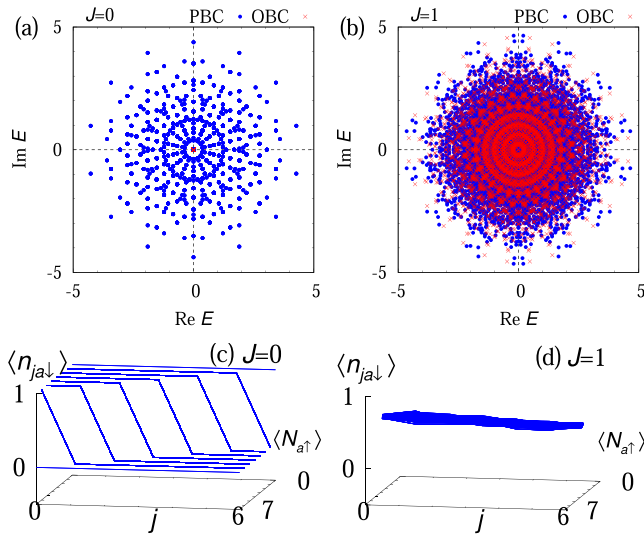 (a) J=0 PBC OBC
5
0
-5
-5 0 5
Im E
Re E
(b) J=1 PBC OBC
5
0
-5
-5 0 5
Im E
Re E
(c) J=0
⟨n_{ja↓}⟩
1
0
⟨N_{a↑}⟩
0
0 j 6 7
(d) J=1
⟨n_{ja↓}⟩
1
0
⟨N_{a↑}⟩
0
0 j 6 7